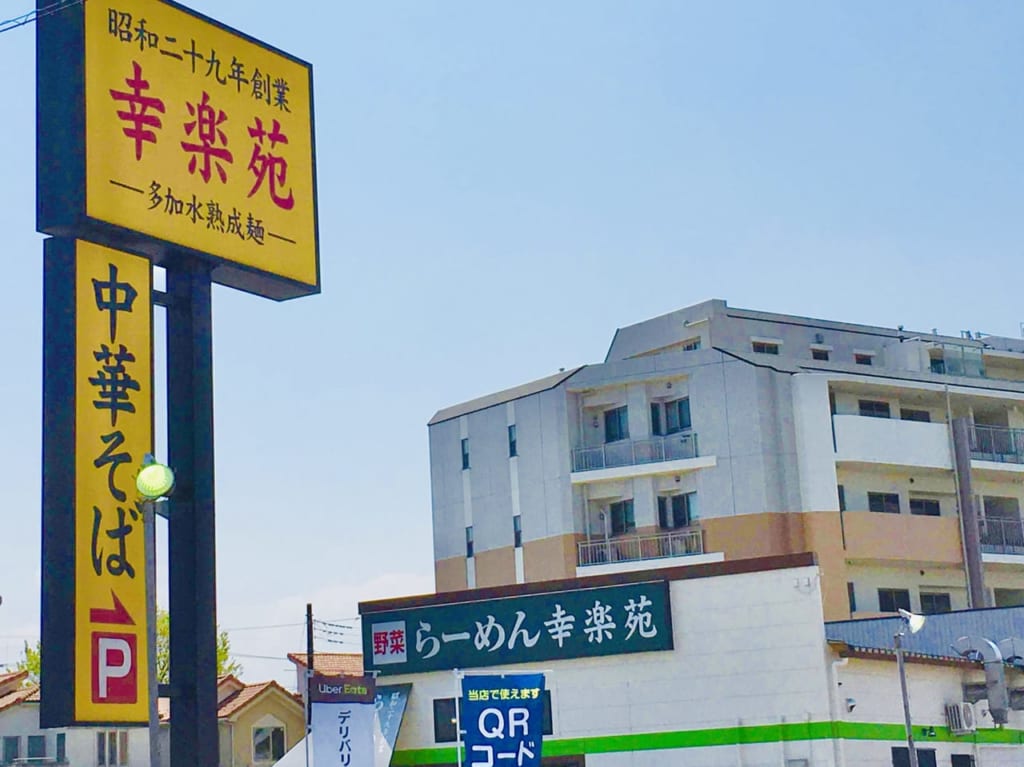 昭和二十九年創業
幸楽苑
多加水熟成麺
中華そば
P
野菜 らーめん幸楽苑
Uber Eats
デリバリ
当店で使えます
QR
コード